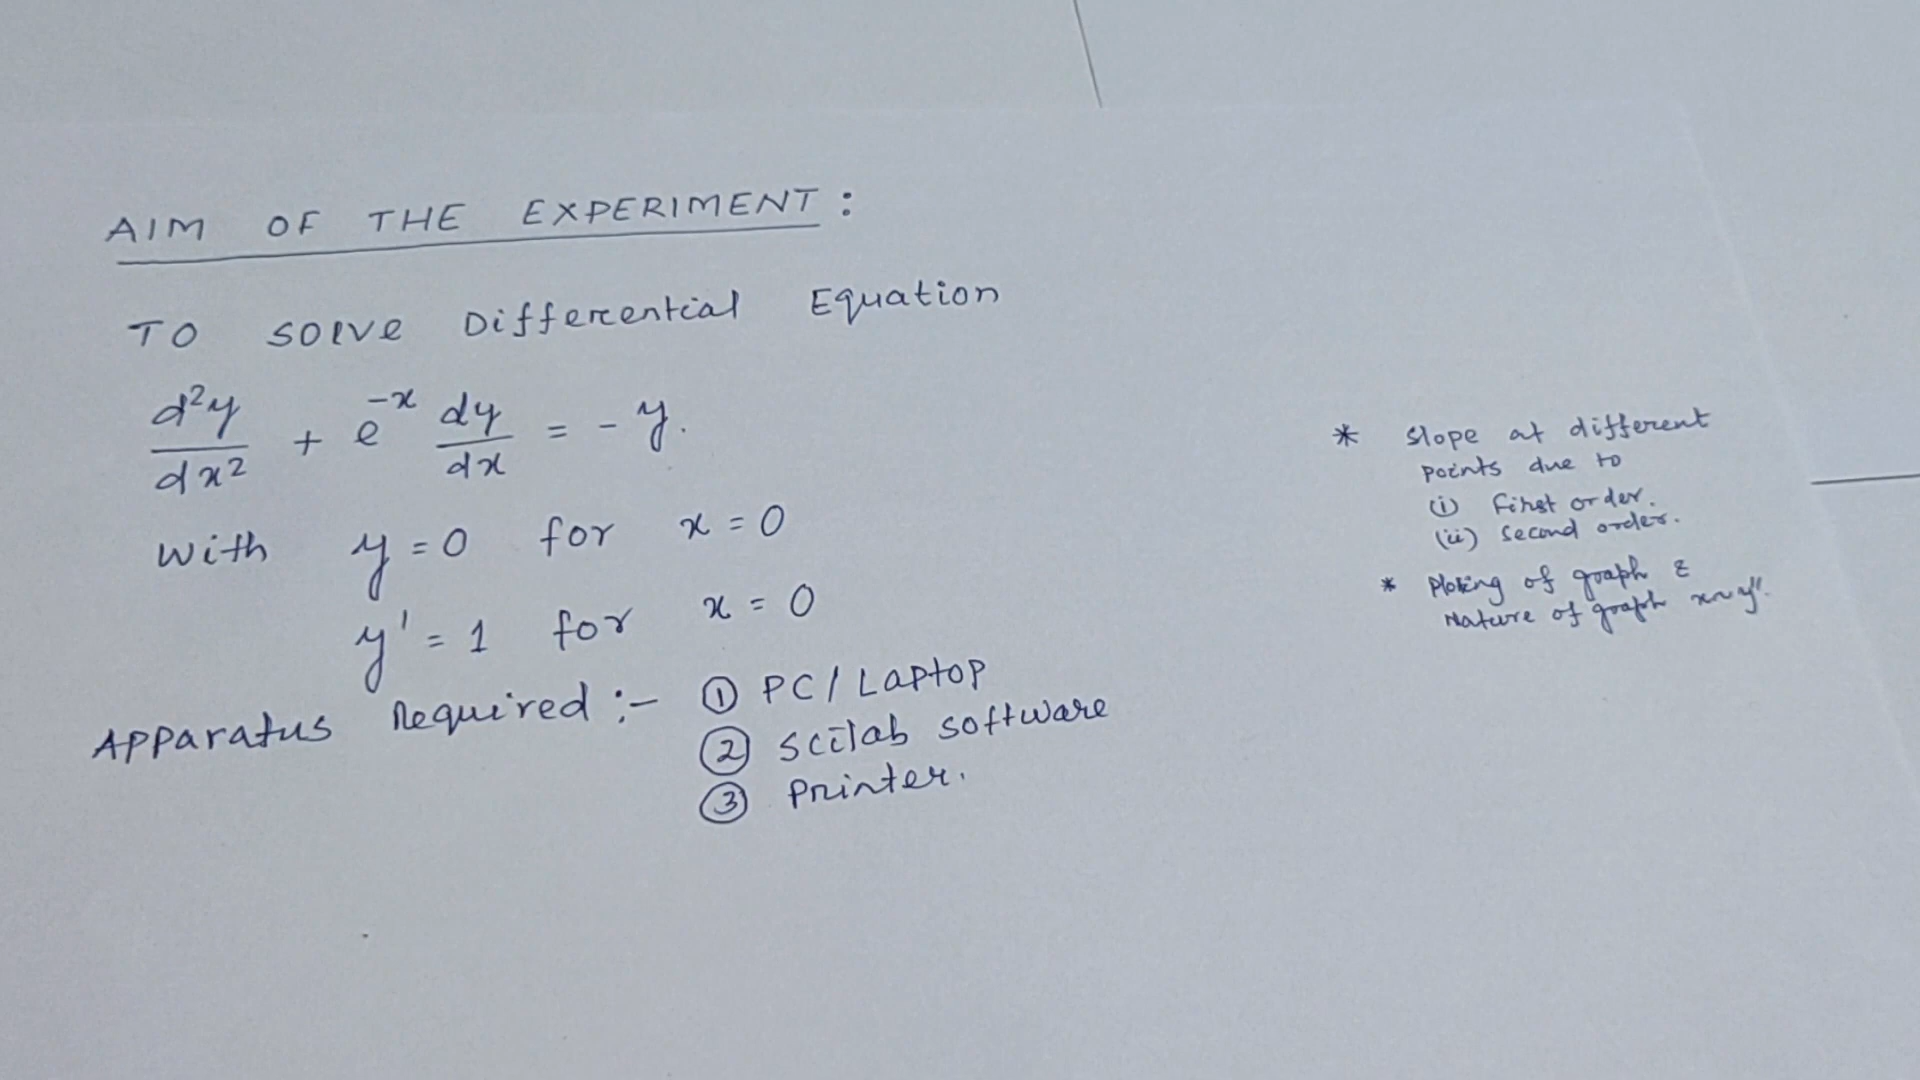 AIM OF THE EXPERIMENT :
TO SOLVE Differential Equation
d²y/dx² + e^-x dy/dx = - y.
with y = 0 for x = 0
y' = 1 for x = 0
Apparatus Required :- ① PC / Laptop
② scilab software
③ Printer.
* Slope at different
points due to
(i) First order.
(ii) Second order.
* Ploting of graph &
Nature of graph x~y".